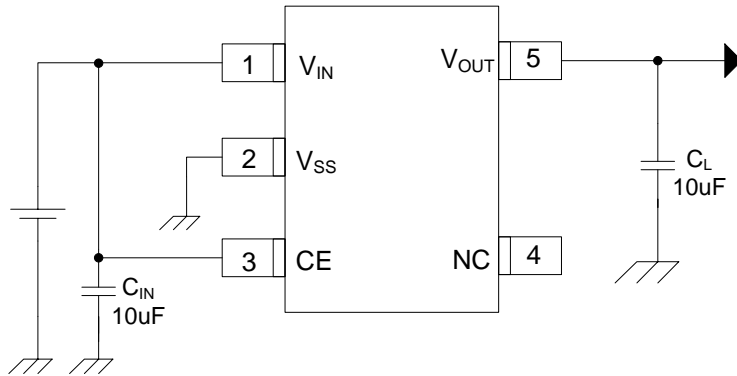 1 V_IN V_OUT 5
2 V_SS
C_L
10uF
3 CE NC 4
C_IN
10uF